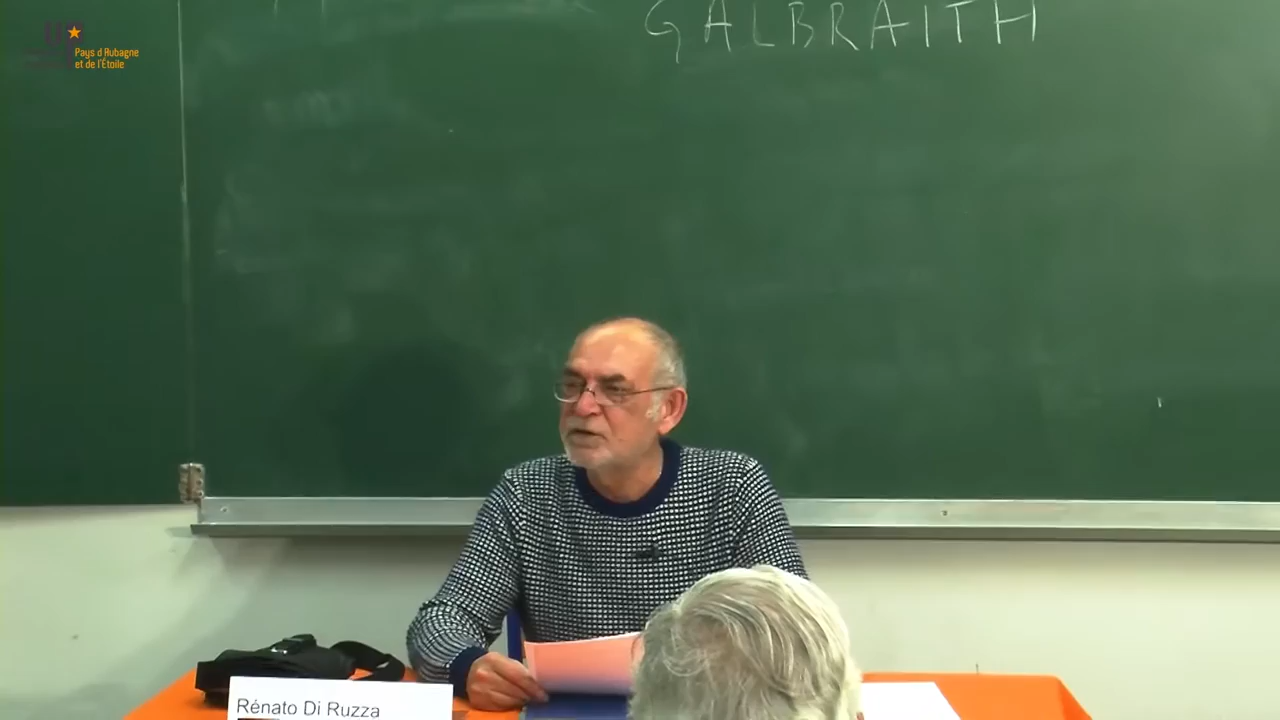 GALBRAITH
Pays d'Aubagne
et de l'Étoile
Rénato Di Ruzza